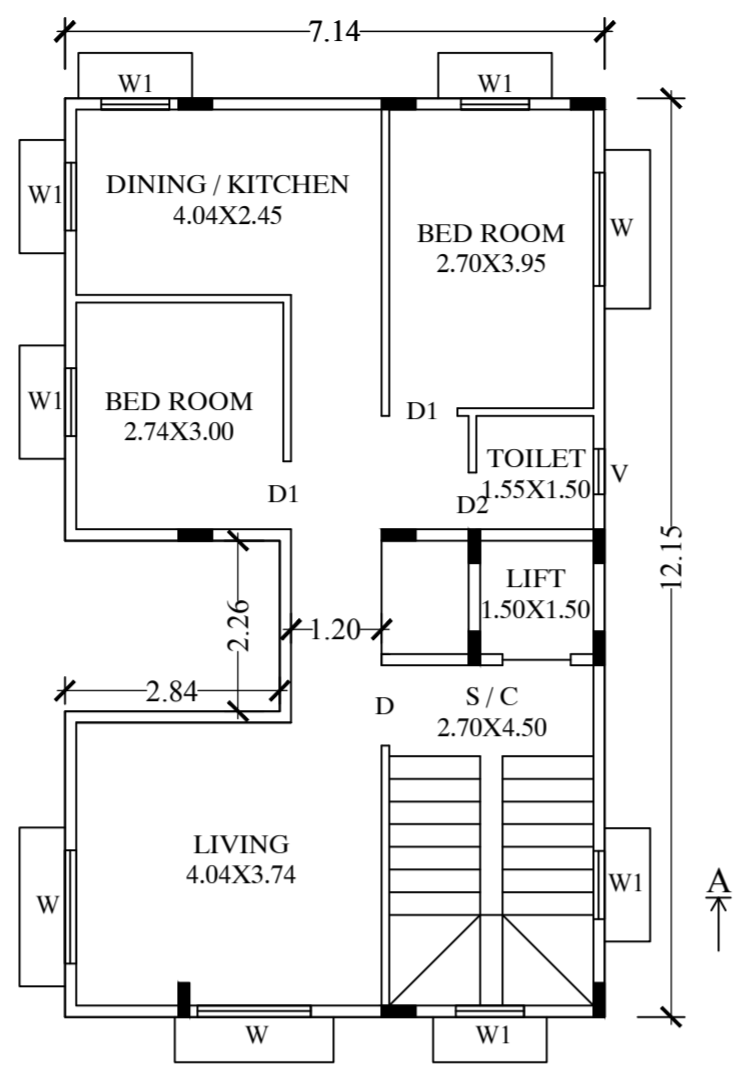 7.14
W1
W1
W1
DINING / KITCHEN
4.04X2.45
BED ROOM
2.70X3.95
W
W1
BED ROOM
2.74X3.00
D1
TOILET
1.55X1.50
V
D1
D2
12.15
LIFT
1.50X1.50
2.26
1.20
2.84
D
S / C
2.70X4.50
LIVING
4.04X3.74
W
W1
A
W
W1